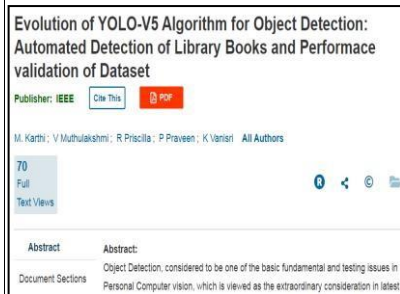 Evolution of YOLO-V5 Algorithm for Object Detection:
Automated Detection of Library Books and Performace
validation of Dataset
Publisher: IEEE
Cite This
PDF
M. Karthi ; V Muthulakshmi ; R Priscilla ; P Praveen ; K Vanisri All Authors
70
Full
Text Views
R
©
Abstract
Document Sections
Abstract:
Object Detection, considered to be one of the basic fundamental and testing issues in
Personal Computer vision, which is viewed as the extraordinary consideration in latest